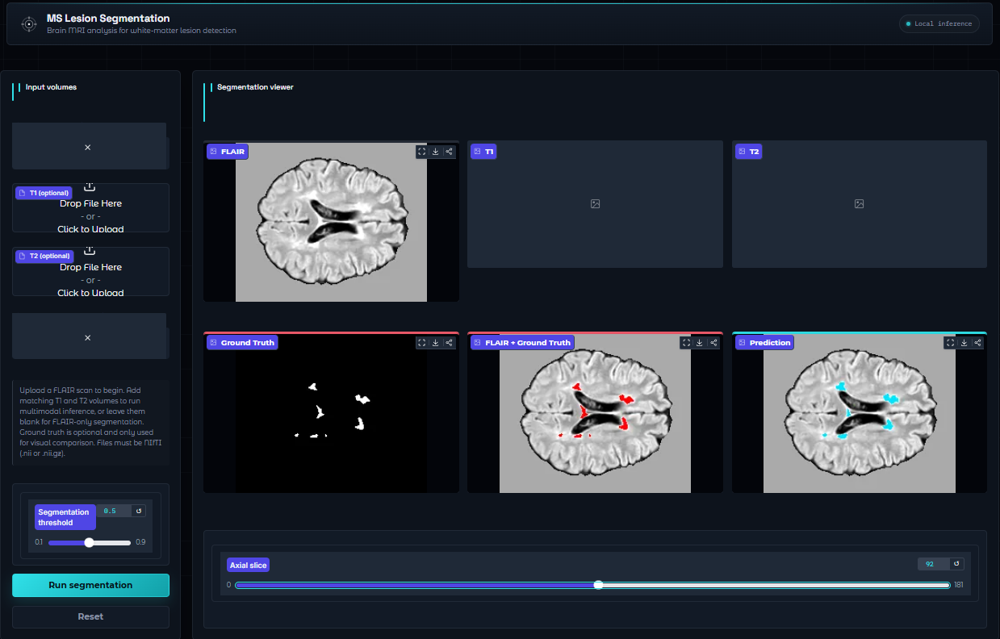 MS Lesion Segmentation
Brain MRI analysis for white-matter lesion detection
Local inference
Input volumes
T1 (optional)
Drop File Here
- or -
Click to Upload
T2 (optional)
Drop File Here
- or -
Click to Upload
Upload a FLAIR scan to begin. Add
matching T1 and T2 volumes to run
multimodal inference, or leave them
blank for FLAIR-only segmentation.
Ground truth is optional and only used
for visual comparison. Files must be NIfTI
(.nii or .nii.gz).
Segmentation
threshold
0.5
0.1
0.9
Run segmentation
Reset
Segmentation viewer
FLAIR
T1
T2
Ground Truth
FLAIR + Ground Truth
Prediction
Axial slice
92
0
181